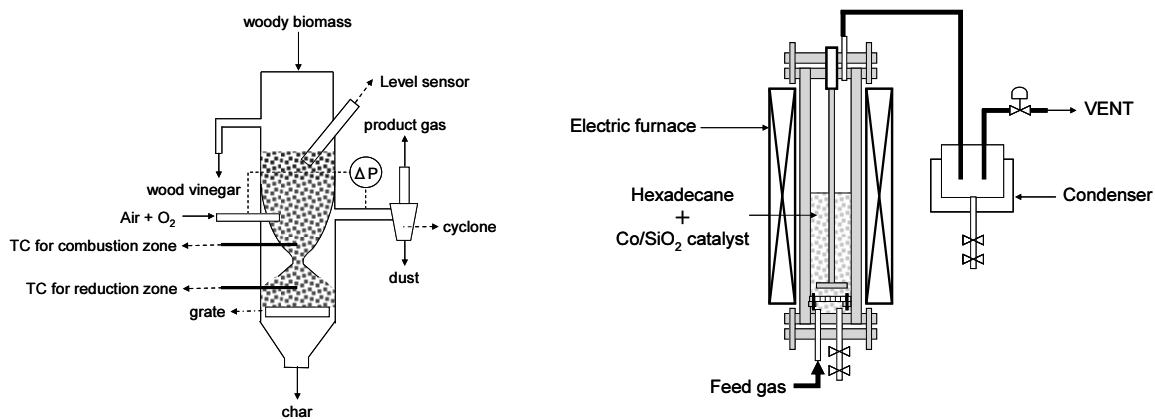 woody biomass
Level sensor
product gas
ΔP
wood vinegar
Air + O₂
cyclone
TC for combustion zone
dust
TC for reduction zone
grate
char
Electric furnace
VENT
Hexadecane
+
Co/SiO₂ catalyst
Condenser
Feed gas